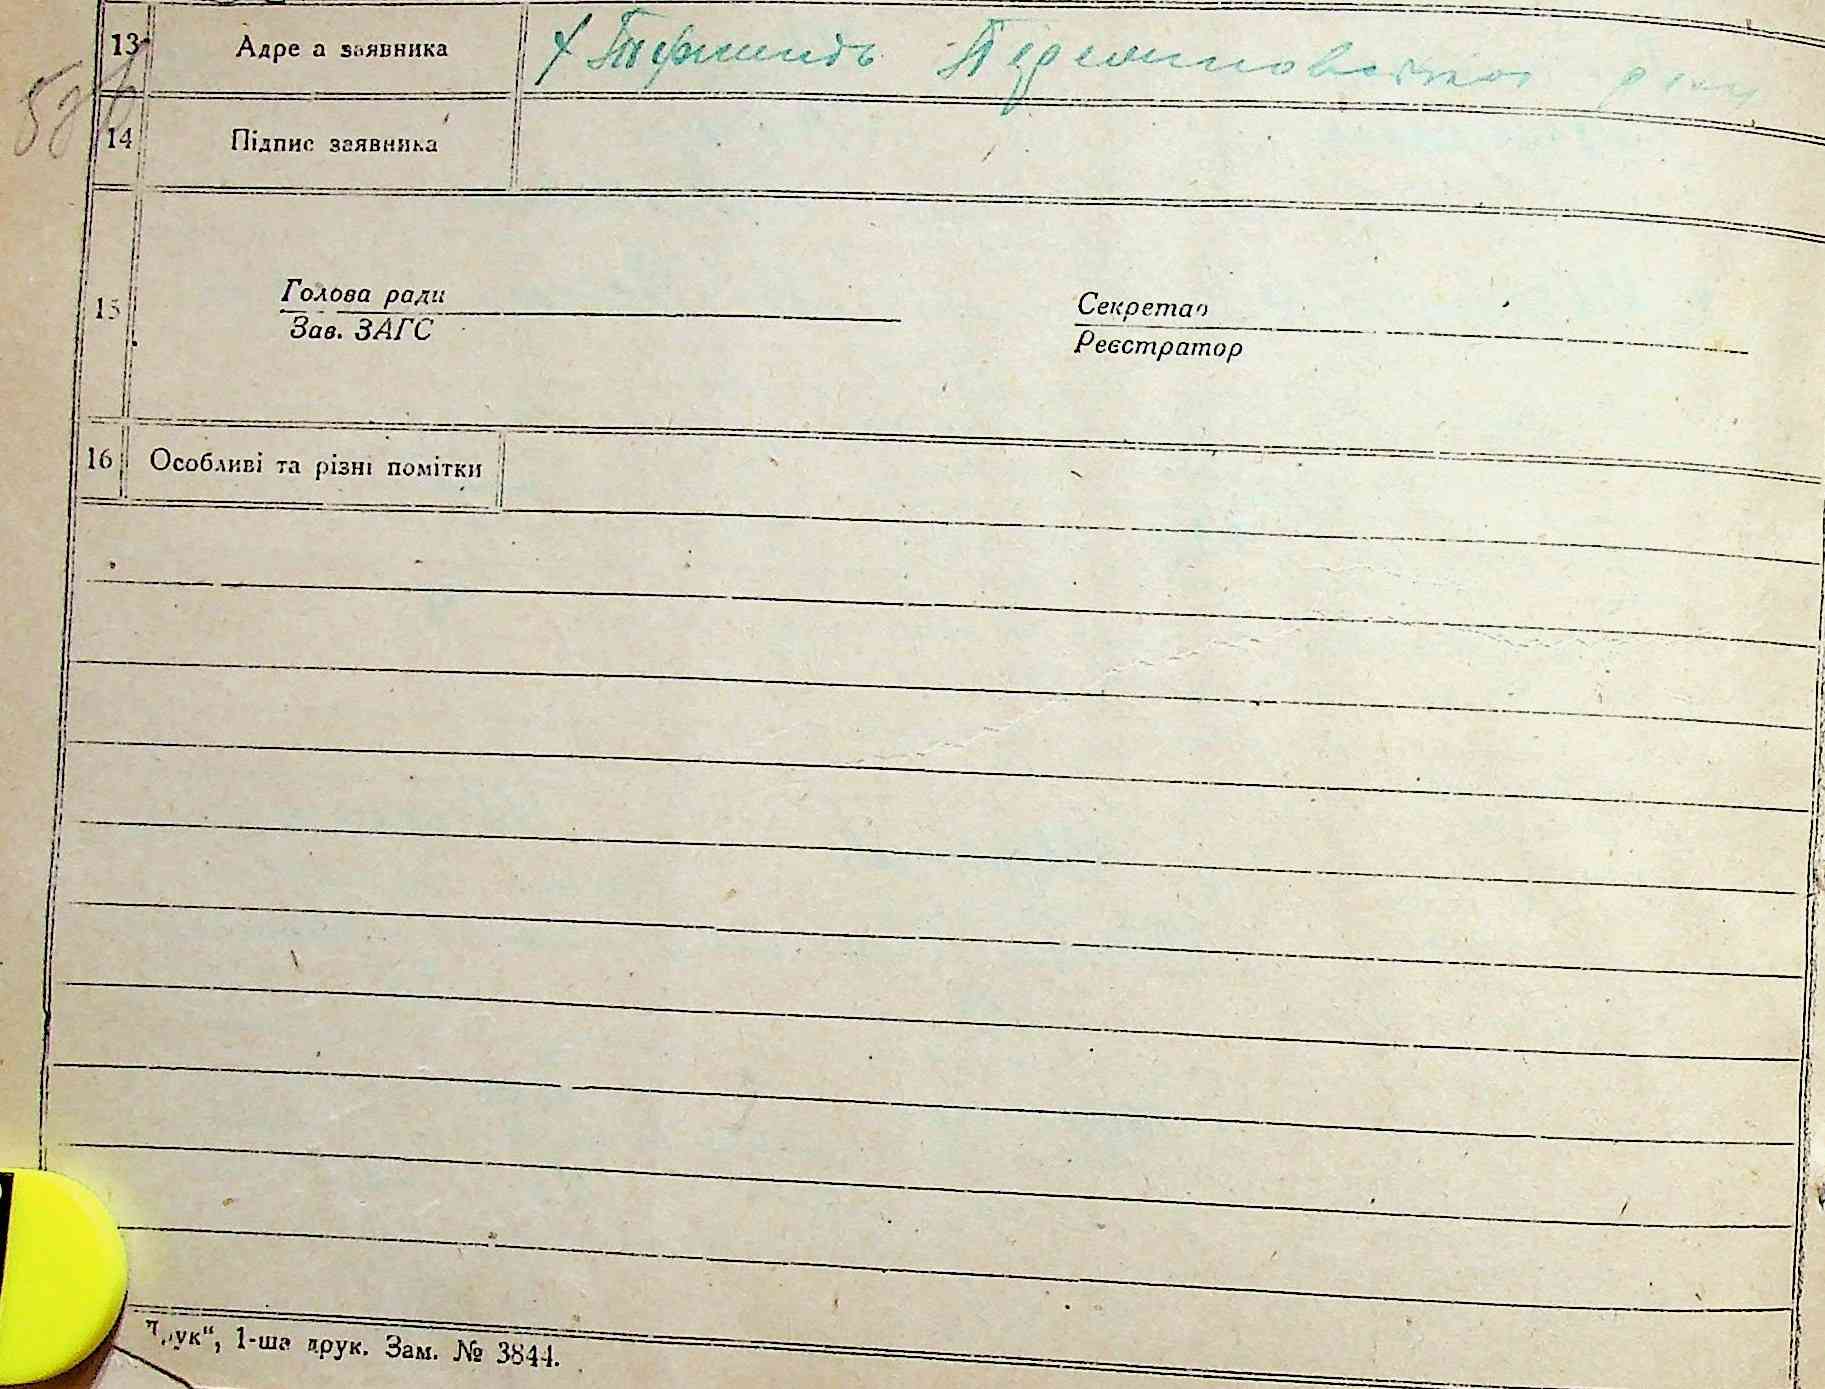 13 Адре а заявника
14 Підпис заявника
15 Голова ради
Зав. ЗАГС
Секретар
Реєстратор
16 Особливі та різні помітки
"Друк", 1-ша друк. Зам. № 3844.